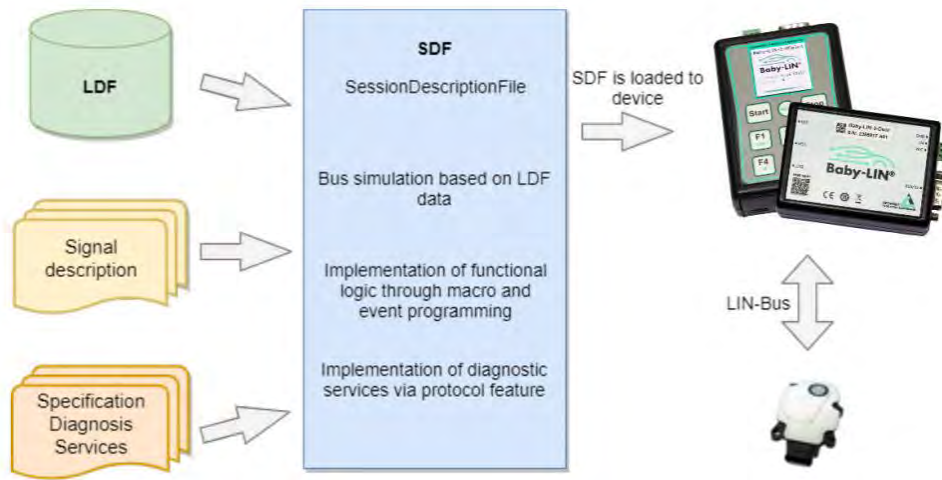 LDF
Signal
description
Specification
Diagnosis
Services
SDF
SessionDescriptionFile
Bus simulation based on LDF
data
Implementation of functional
logic through macro and
event programming
Implementation of diagnostic
services via protocol feature
SDF is loaded to
device
Baby-LIN®
Start
F1
F4
Baby-LIN®
LIN-Bus